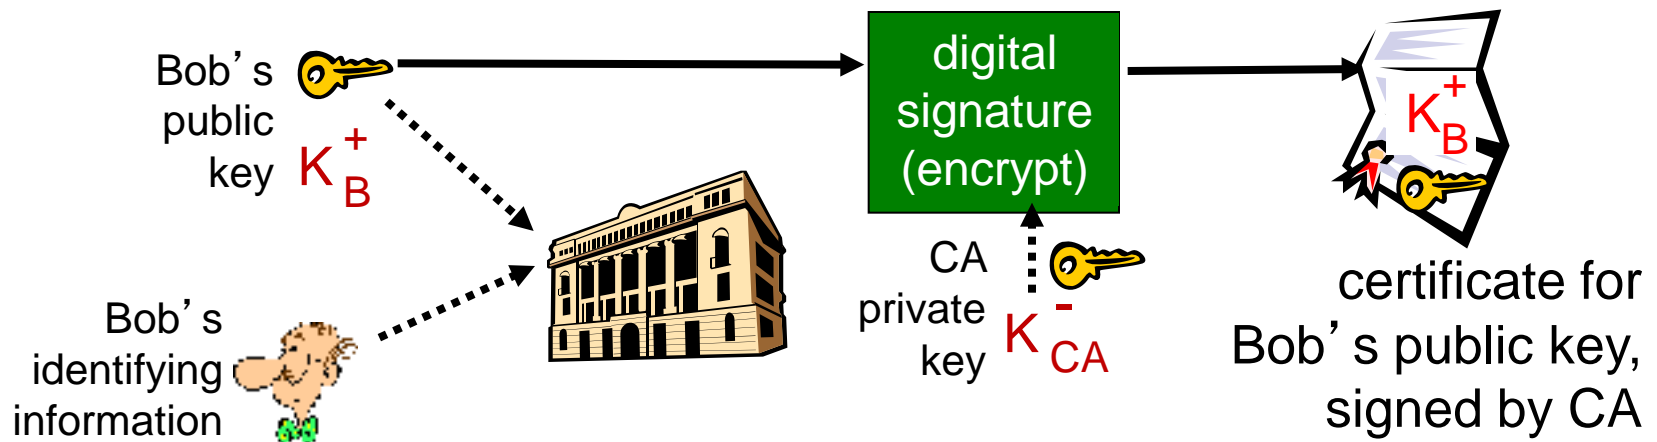 Bob’s
public
key
K+B
digital
signature
(encrypt)
K+B
CA
private
key
K-CA
certificate for
Bob’s public key,
signed by CA
Bob’s
identifying
information